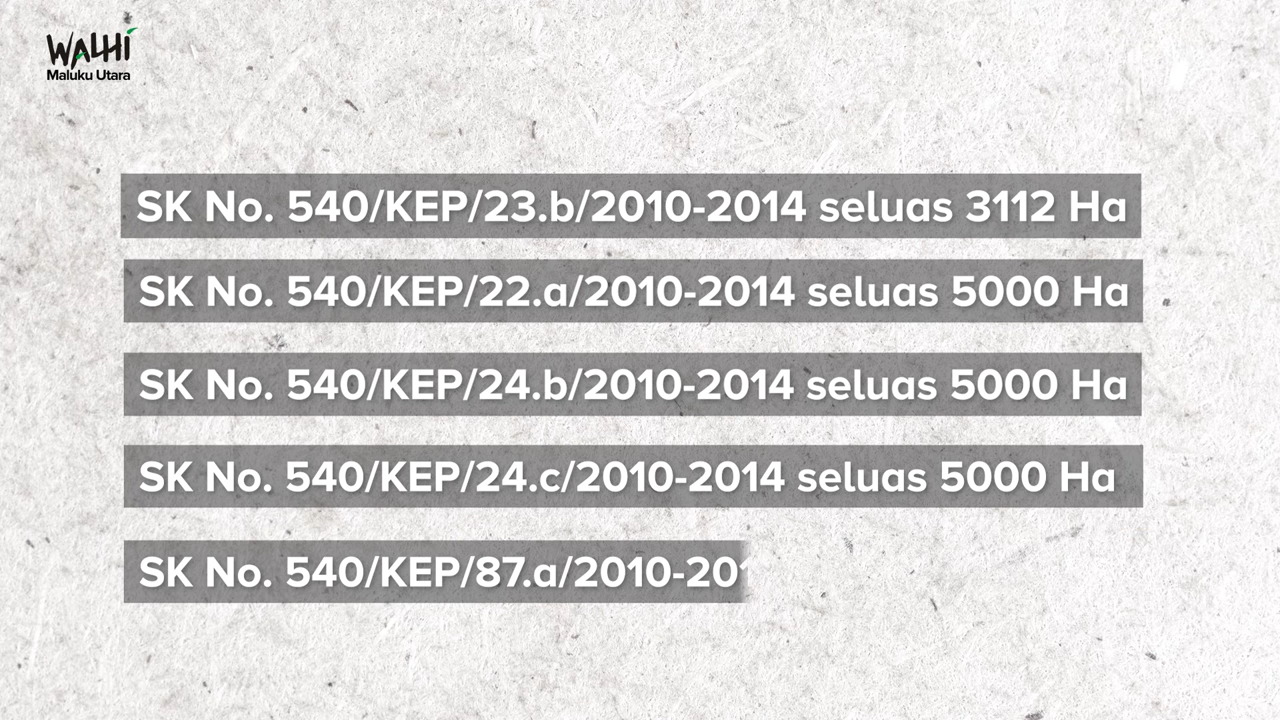 WALHI
Maluku Utara
SK No. 540/KEP/23.b/2010-2014 seluas 3112 Ha
SK No. 540/KEP/22.a/2010-2014 seluas 5000 Ha
SK No. 540/KEP/24.b/2010-2014 seluas 5000 Ha
SK No. 540/KEP/24.c/2010-2014 seluas 5000 Ha
SK No. 540/KEP/87.a/2010-20